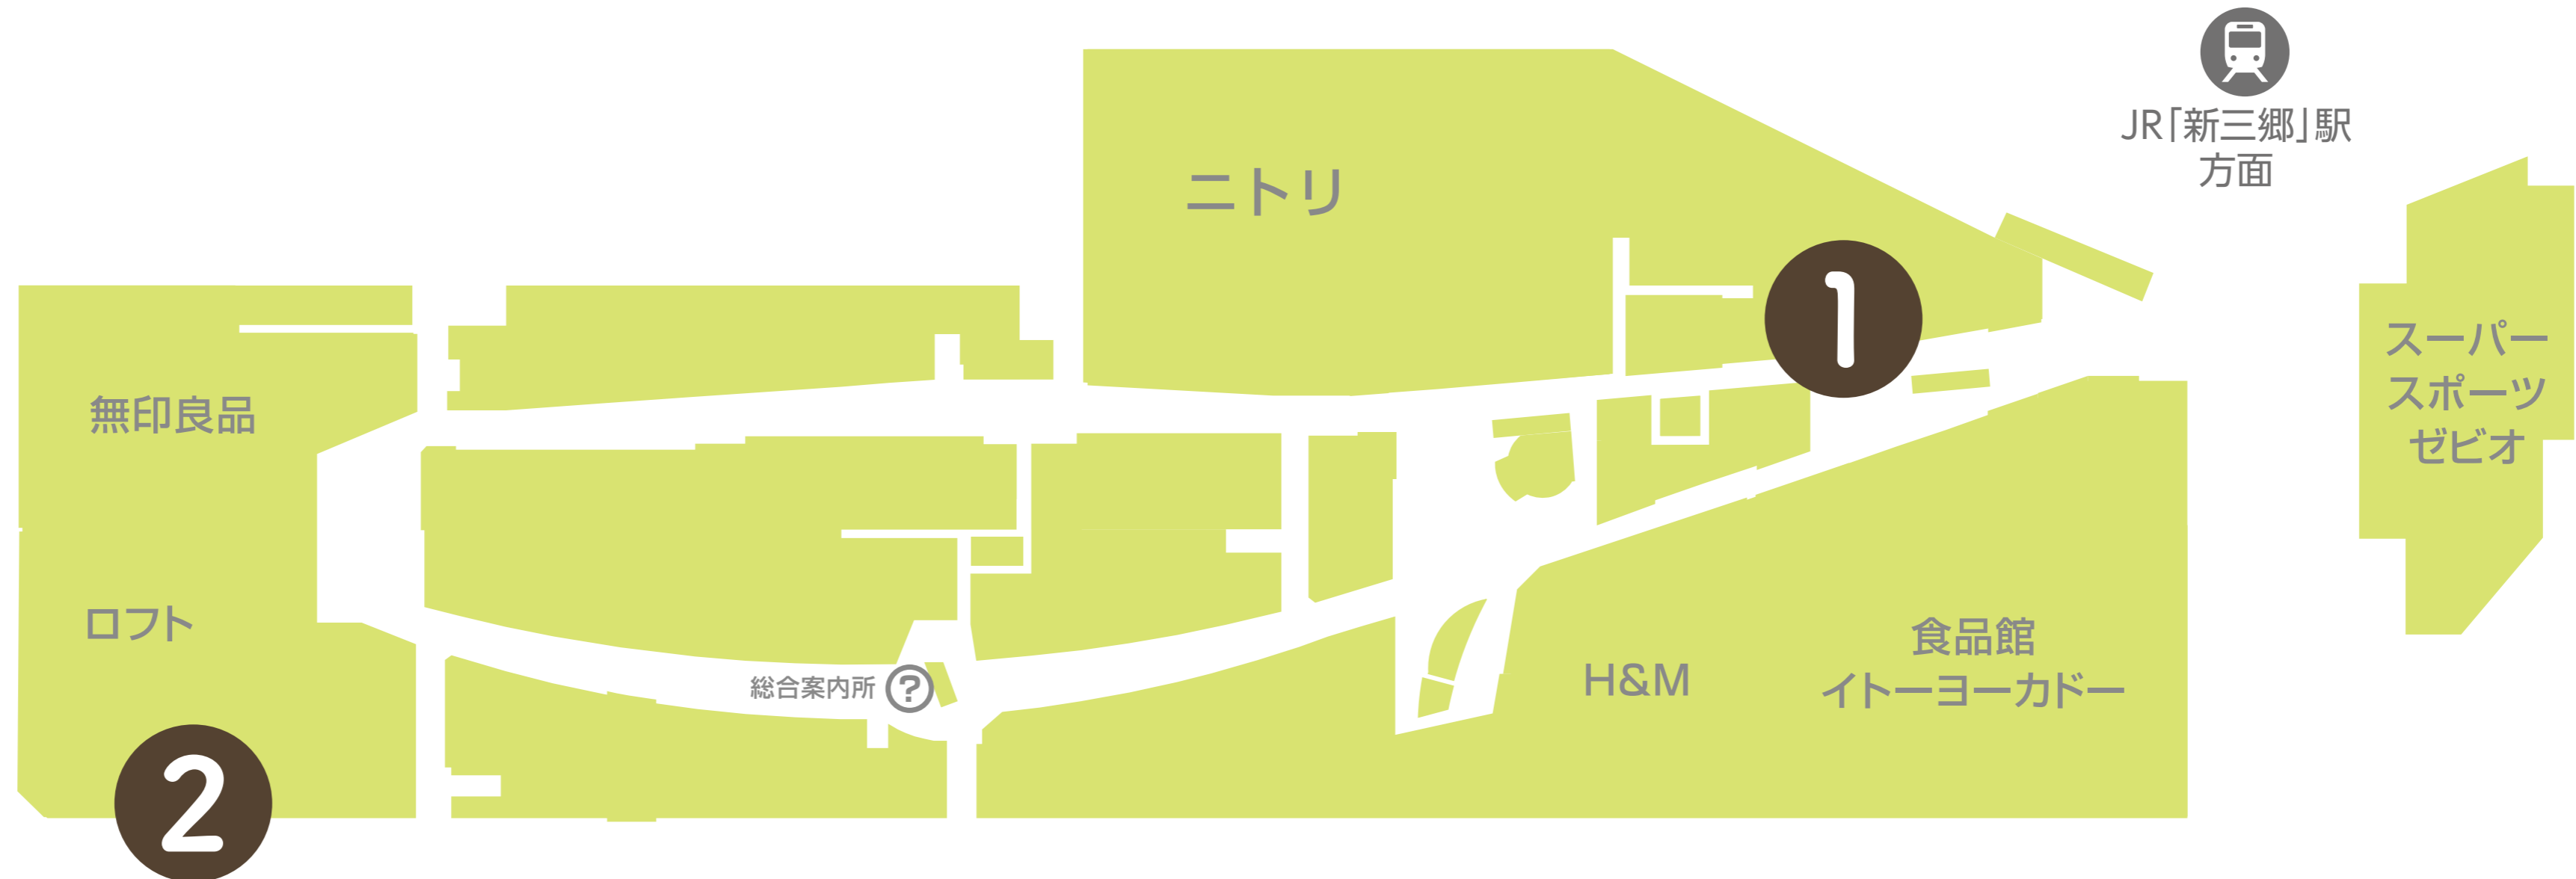 JR「新三郷」駅
方面
ニトリ
1
スーパー
スポーツ
ゼビオ
無印良品
ロフト
総合案内所
?
H&M
食品館
イトーヨーカドー
2